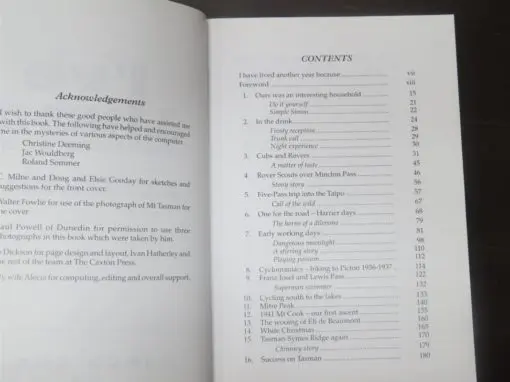 Acknowledgements
I wish to thank these good people who have assisted me
with this book. The following have helped and encouraged
me in the mysteries of various aspects of the computer.
Christine Deeming
Jac Wouldberg
Roland Sommer
C. Milne and Doug and Elsie Gooday for sketches and
suggestions for the front cover.
Walter Fowlie for use of the photograph of Mt Tasman for
the cover
Paul Powell of Dunedin for permission to use three
photographs in this book which were taken by him.
Dickson for page design and layout, Ivan Hatherley and
the rest of the team at The Caxton Press.
My wife Alecia for computing, editing and overall support.
CONTENTS
I have lived another year because vii
Foreword viii
1. Ours was an interesting household 15
Do it yourself 21
Simple Simon 22
2. In the drink 24
Frosty reception 28
Trunk call 29
Night experience 30
3. Cubs and Rovers 31
A matter of taste 45
4. Rover Scouts over Minchin Pass 46
Stony story 56
5. Five-Pass trip into the Taipo 57
Call of the wild 67
6. One for the road – Harrier days 68
The horns of a dilemma 79
7. Early working days 81
Dangerous moonlight 98
A stirring story 110
Playing possum 112
8. Cyclomaniacs – biking to Picton 1936-1937 114
9. Franz Josef and Lewis Pass 122
Superman swimmer 132
10. Cycling south to the lakes 133
11. Mitre Peak 140
12. 1941 Mt Cook – our first ascent 155
13. The wooing of Eli de Beaumont 160
14. White Christmas 165
15. Tasman-Symes Ridge again 170
Chimney story 179
16. Success on Tasman 180